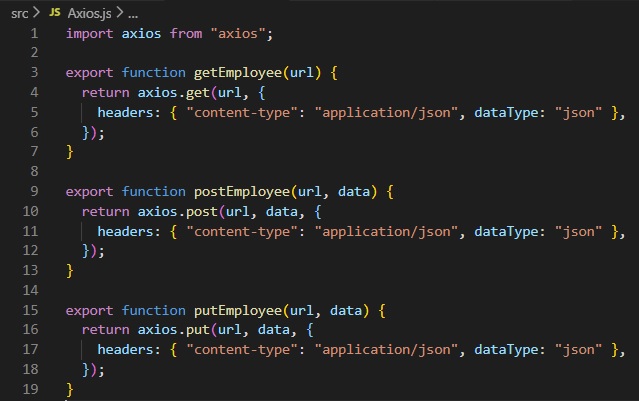 src > JS Axios.js > ...
1 import axios from "axios";
2
3 export function getEmployee(url) {
4   return axios.get(url, {
5     headers: { "content-type": "application/json", dataType: "json" },
6   });
7 }
8
9 export function postEmployee(url, data) {
10   return axios.post(url, data, {
11     headers: { "content-type": "application/json", dataType: "json" },
12   });
13 }
14
15 export function putEmployee(url, data) {
16   return axios.put(url, data, {
17     headers: { "content-type": "application/json", dataType: "json" },
18   });
19 }